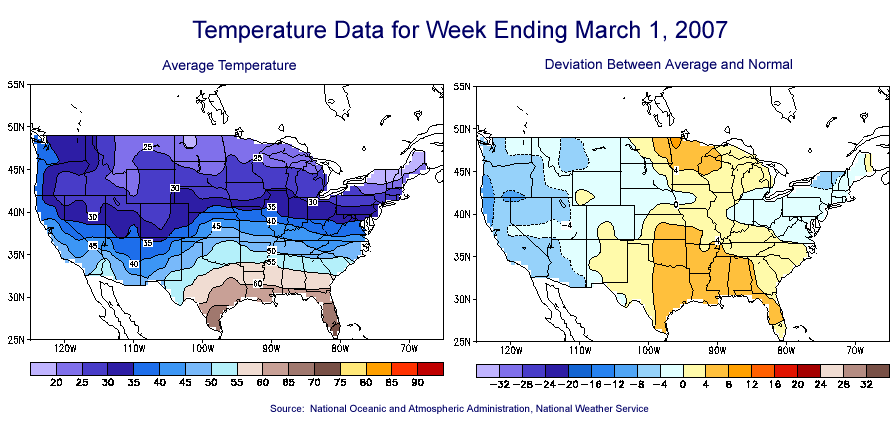 Temperature Data for Week Ending March 1, 2007
Average Temperature
Deviation Between Average and Normal
55N
50N
45N
40N
35N
30N
25N
120W 110W 100W 90W 80W 70W
25
25
30
30
30
35
35
40
40
45
45
50
55
60
20 25 30 35 40 45 50 55 60 65 70 75 80 85 90
55N
50N
45N
40N
35N
30N
25N
120W 110W 100W 90W 80W 70W
4
0
-4
4
-32 -28 -24 -20 -16 -12 -8 -4 0 4 8 12 16 20 24 28 32
Source: National Oceanic and Atmospheric Administration, National Weather Service